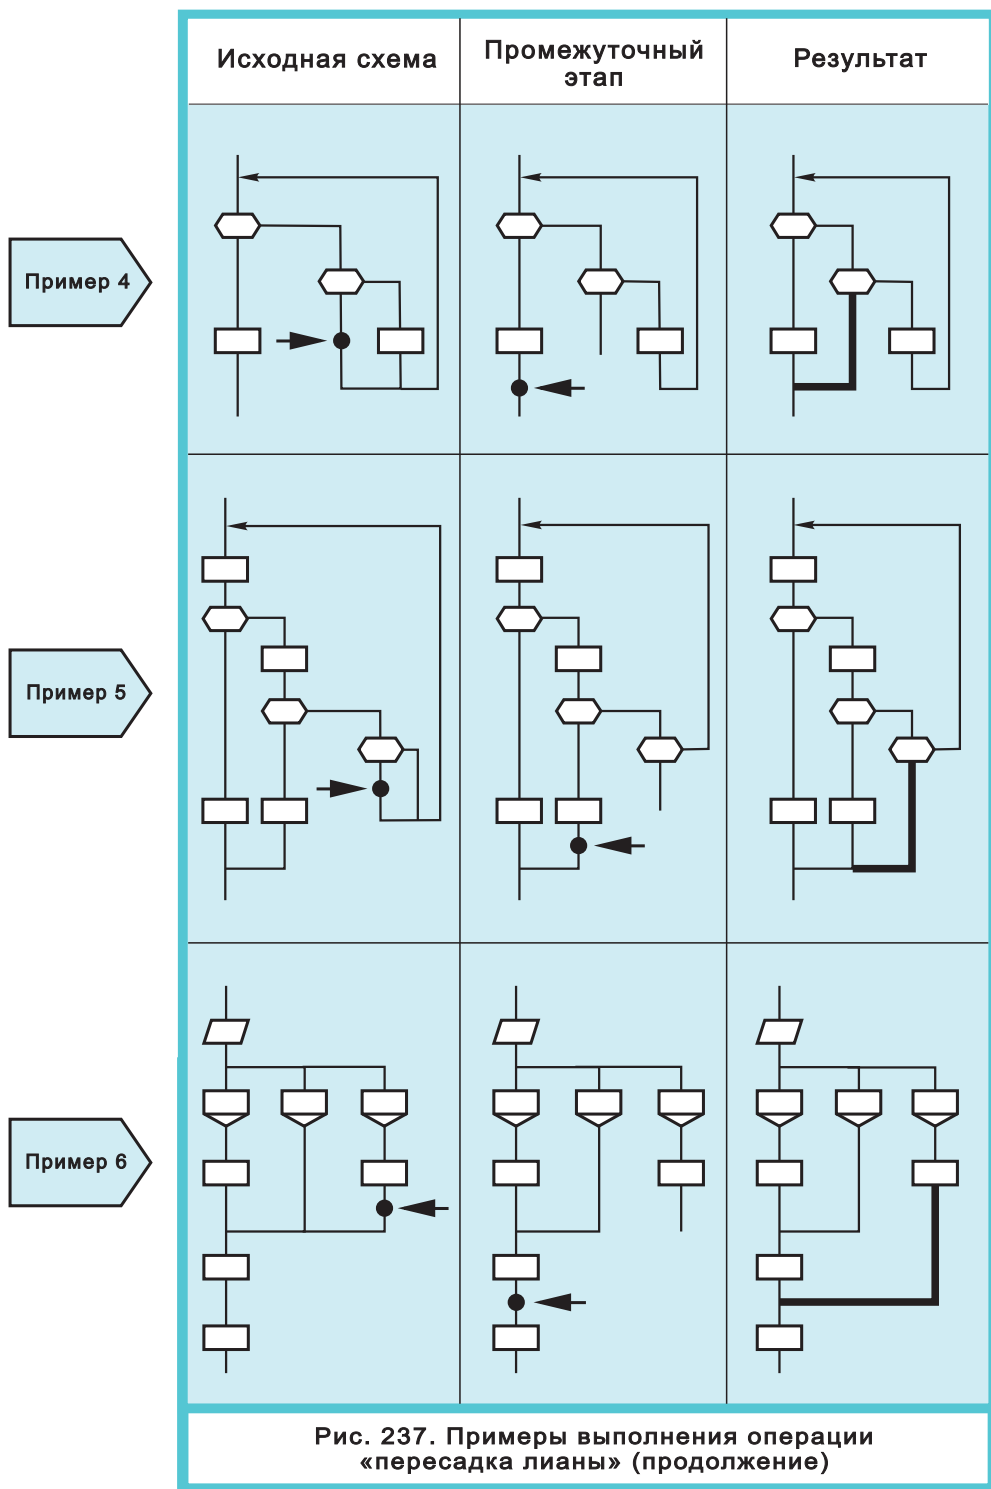 Исходная схема
Промежуточный
этап
Результат
Пример 4
Пример 5
Пример 6
Рис. 237. Примеры выполнения операции
«пересадка лианы» (продолжение)